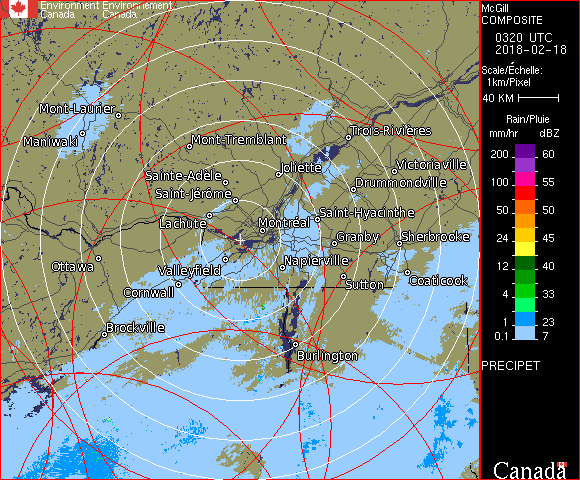 Environment Environnement
Canada Canada
McGill
COMPOSITE
0320 UTC
2018-02-18
Scale/Échelle:
1km/Pixel
40 KM
Rain/Pluie
mm/hr dBZ
200 60
150 57
100 55
50 50
24 45
12 40
4 33
1 23
0.1 7
PRECIPET
Canada
Mont-Laurier
Maniwaki
Mont-Tremblant
Trois-Rivières
Joliette
Victoriaville
Sainte-Adèle
Drummondville
Saint-Jérôme
Saint-Hyacinthe
Lachute
Montréal
Granby
Sherbrooke
Ottawa
Valleyfield
Napierville
Cornwall
Sutton
Coaticook
Brockville
Burlington